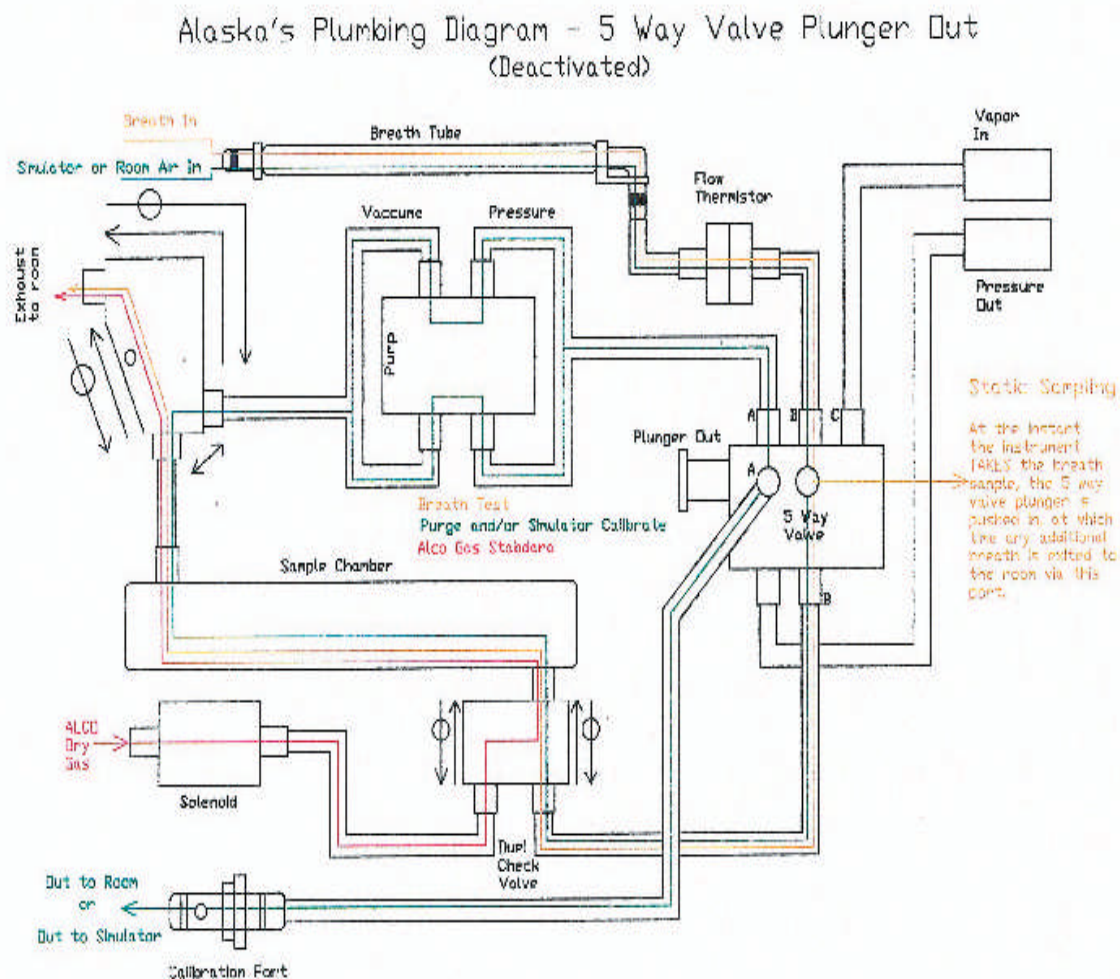 Alaska's Plumbing Diagram - 5 Way Valve Plunger Out
(Deactivated)
Breath In
Simulator or Room Air in
Breath Tube
Vapor
In
Flow
Thermistor
Vaccume
Pressure
Exhaust
to room
Pressure
Out
Pump
Static Sampling
At the instant
the instrument
TAKES the breath
sample, the 5 way
valve plunger is
pushed in, at which
time any additional
breath is exited to
the room via this
port.
A
B
C
Plunger Out
A
5 Way
Valve
B
Breath Test
Purge and/or Simulator Calibrate
Alco Gas Stabdard
Sample Chamber
ALCO
Dry
Gas
Solenoid
Dual
Check
Valve
Out to Room
or
Out to Simulator
Calibration Port